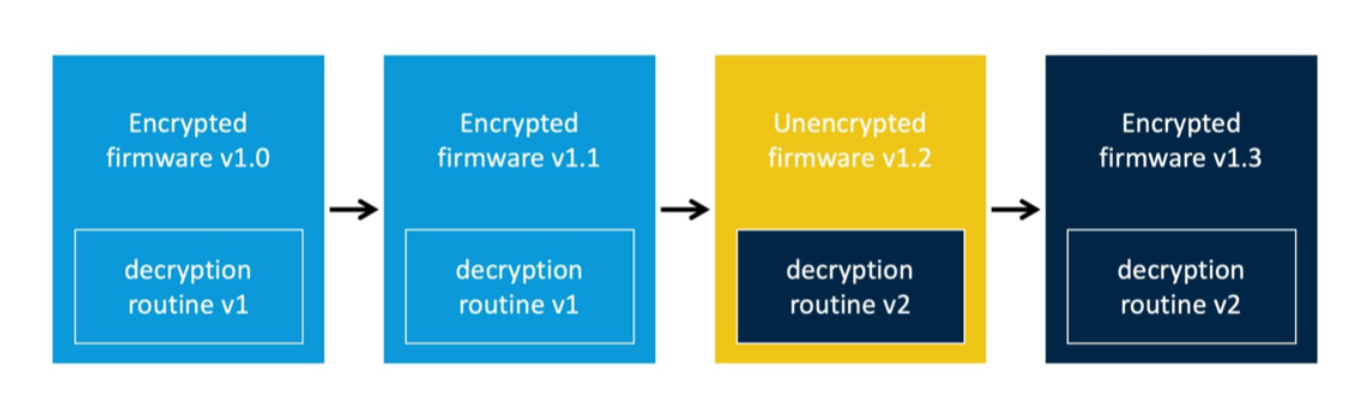 Encrypted
firmware v1.0
decryption
routine v1
Encrypted
firmware v1.1
decryption
routine v1
Unencrypted
firmware v1.2
decryption
routine v2
Encrypted
firmware v1.3
decryption
routine v2